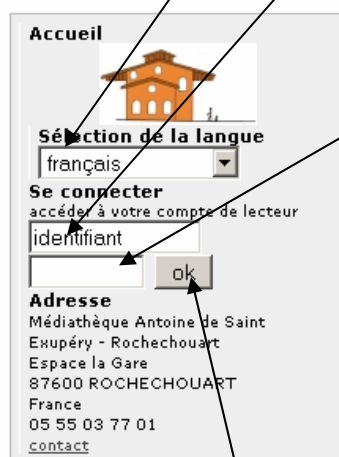 Accueil
Sélection de la langue
français
Se connecter
accéder à votre compte de lecteur
identifiant
ok
Adresse
Médiathèque Antoine de Saint
Exupéry - Rochechouart
Espace la Gare
87600 ROCHECHOUART
France
05 55 03 77 01
contact